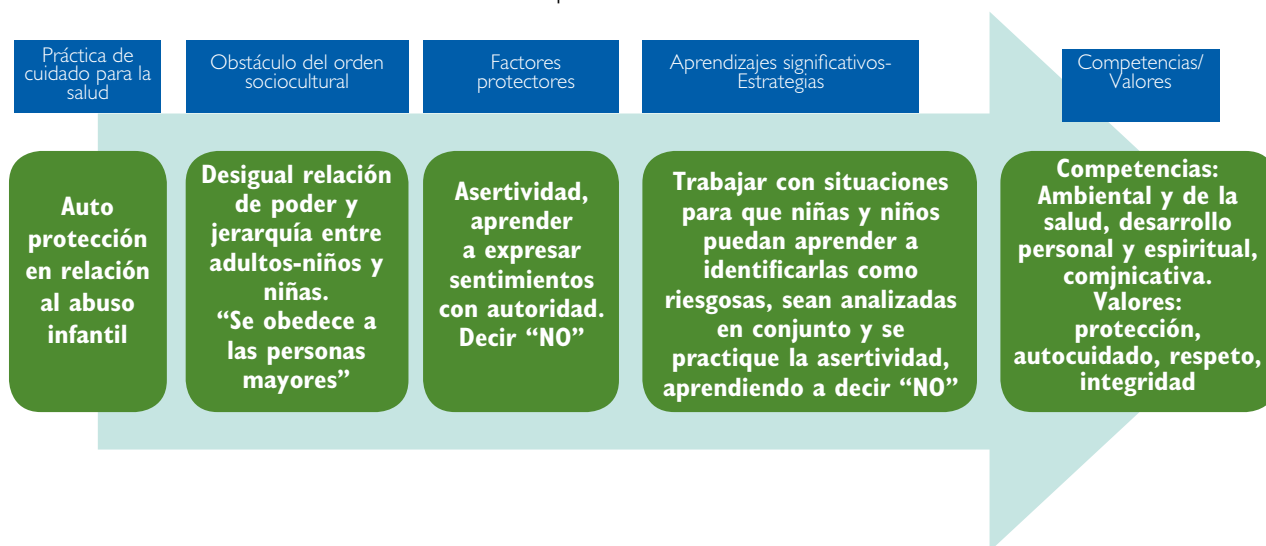 Práctica de
cuidado para la
salud
Obstáculo del orden
sociocultural
Factores
protectores
Aprendizajes significativos-
Estrategias
Competencias/
Valores
Auto
protección
en relación
al abuso
infantil
Desigual relación
de poder y
jerarquía entre
adultos-niños y
niñas.
“Se obedece a
las personas
mayores”
Asertividad,
aprender
a expresar
sentimientos
con autoridad.
Decir “NO”
Trabajar con situaciones
para que niñas y niños
puedan aprender a
identificarlas como
riesgosas, sean analizadas
en conjunto y se
practique la asertividad,
aprendiendo a decir “NO”
Competencias:
Ambiental y de la
salud, desarrollo
personal y espiritual,
comjnicativa.
Valores:
protección,
autocuidado, respeto,
integridad